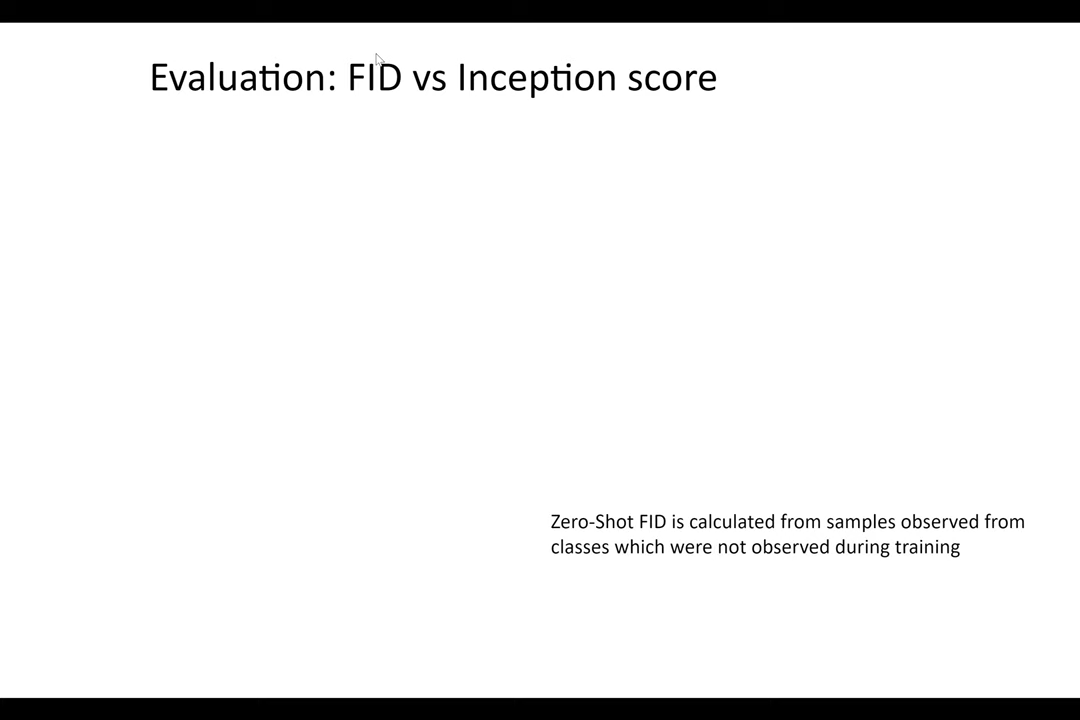 Evaluation: FID vs Inception score
Zero-Shot FID is calculated from samples observed from
classes which were not observed during training